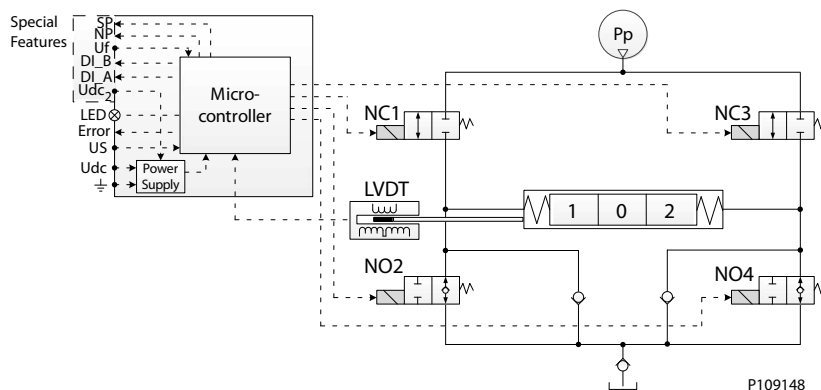 Special
Features
SP
NP
Uf
DI_B
DI_A
Udc2
LED
Error
US
Udc
Micro-
controller
Power
Supply
LVDT
Pp
NC1
NC3
1 0 2
NO2
NO4
P109148